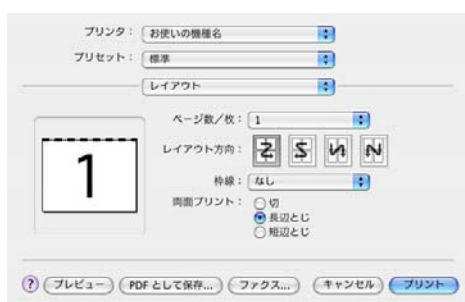 プリンタ： お使いの機種名
プリセット： 標準
レイアウト
ページ数／枚： 1
レイアウト方向：
枠線： なし
両面プリント： 切
長辺とじ
短辺とじ
1
? プレビュー PDF として保存... ファクス... キャンセル プリント